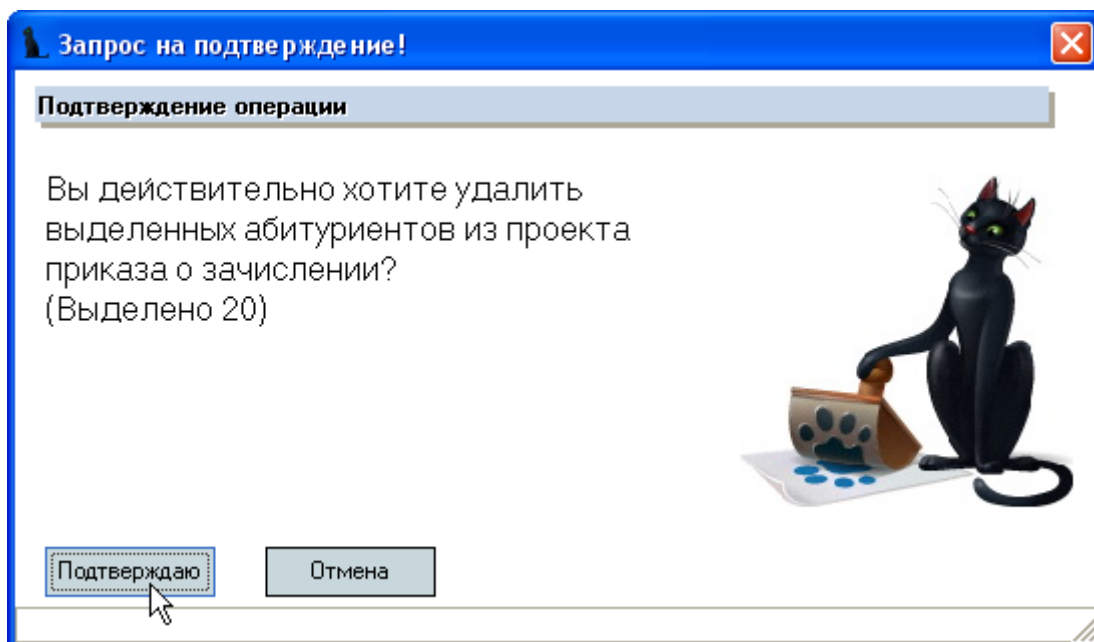 Запрос на подтверждение!
Подтверждение операции
Вы действительно хотите удалить
выделенных абитуриентов из проекта
приказа о зачислении?
(Выделено 20)
Подтверждаю
Отмена